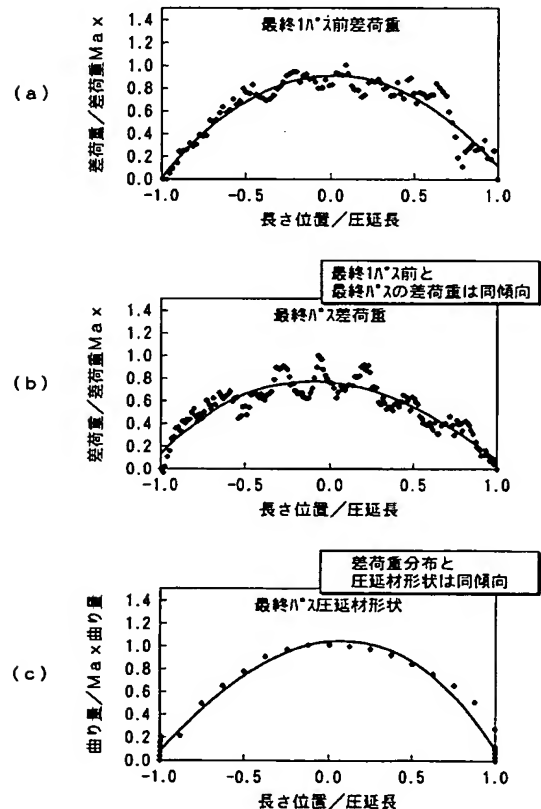 (a)
差荷重/差荷重Max
1.4
1.2
1.0
0.8
0.6
0.4
0.2
0.0
最終1ﾊﾟｽ前差荷重
-1.0 -0.5 0.0 0.5 1.0
長さ位置/圧延長
最終1ﾊﾟｽ前と
最終ﾊﾟｽの差荷重は同傾向
(b)
差荷重/差荷重Max
1.4
1.2
1.0
0.8
0.6
0.4
0.2
0.0
最終ﾊﾟｽ差荷重
-1.0 -0.5 0.0 0.5 1.0
長さ位置/圧延長
差荷重分布と
圧延材形状は同傾向
(c)
曲り量/Max曲り量
1.4
1.2
1.0
0.8
0.6
0.4
0.2
0.0
最終ﾊﾟｽ圧延材形状
-1.0 -0.5 0.0 0.5 1.0
長さ位置/圧延長